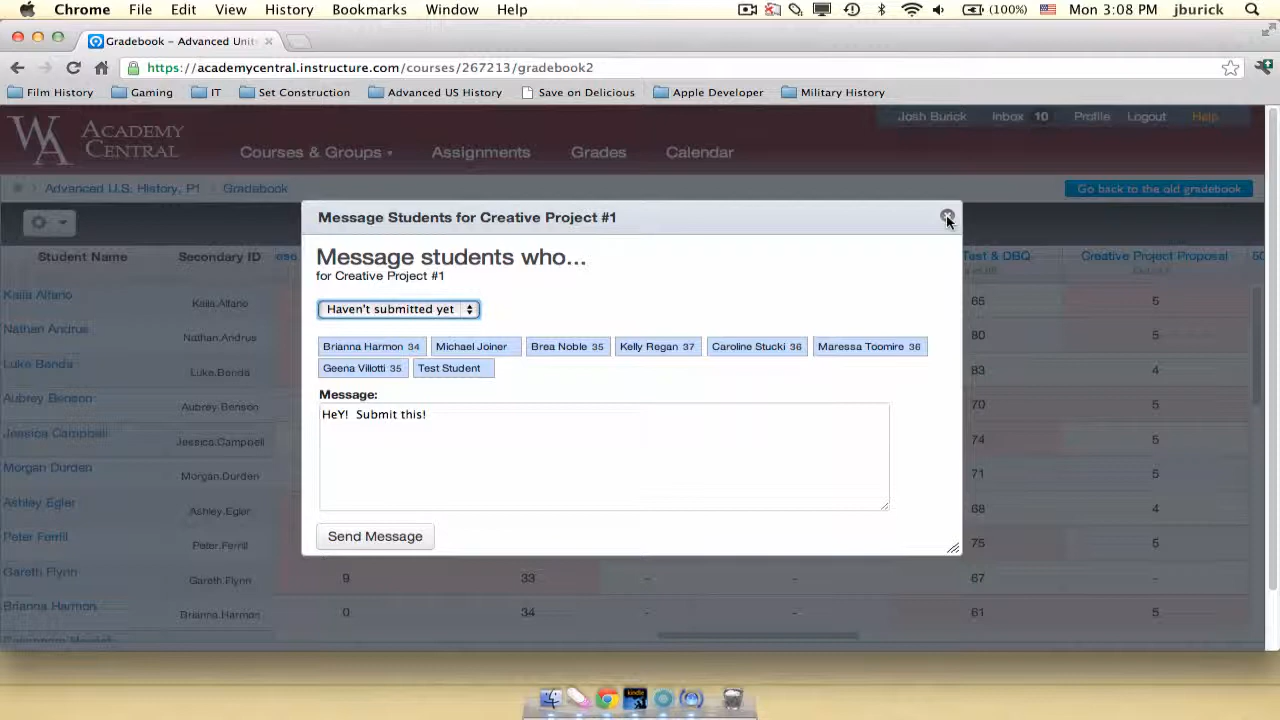 Chrome File Edit View History Bookmarks Window Help (100%) Mon 3:08 PM jburick
Gradebook – Advanced Unit
https://academycentral.instructure.com/courses/267213/gradebook2
Film History Gaming IT Set Construction Advanced US History Save on Delicious Apple Developer Military History
WA ACADEMY CENTRAL
Josh Burick Inbox 10 Profile Logout Help
Courses & Groups Assignments Grades Calendar
Advanced U.S. History, P1 Gradebook Go back to the old gradebook
Message Students for Creative Project #1
Message students who...
for Creative Project #1
Haven't submitted yet
Brianna Harmon 34 Michael Joiner Brea Noble 35 Kelly Regan 37 Caroline Stucki 36 Maressa Toomire 36
Geena Villotti 35 Test Student
Message:
HeY! Submit this!
Send Message
Student Name Secondary ID Test & DBQ Creative Project Proposal
Kaila Alfano Kaila.Alfano 65 5
Nathan Andrus Nathan.Andrus 80 5
Luke Banda Luke.Banda 83 4
Aubrey Benson Aubrey.Benson 70 5
Jessica Campbell Jessica.Campbell 74 5
Morgan Durden Morgan.Durden 71 5
Ashley Egler Ashley.Egler 68 4
Peter Ferrill Peter.Ferrill 75 5
Gareth Flynn Gareth.Flynn 9 33 - - 67 -
Brianna Harmon Brianna.Harmon 0 34 - - 61 5
kindle